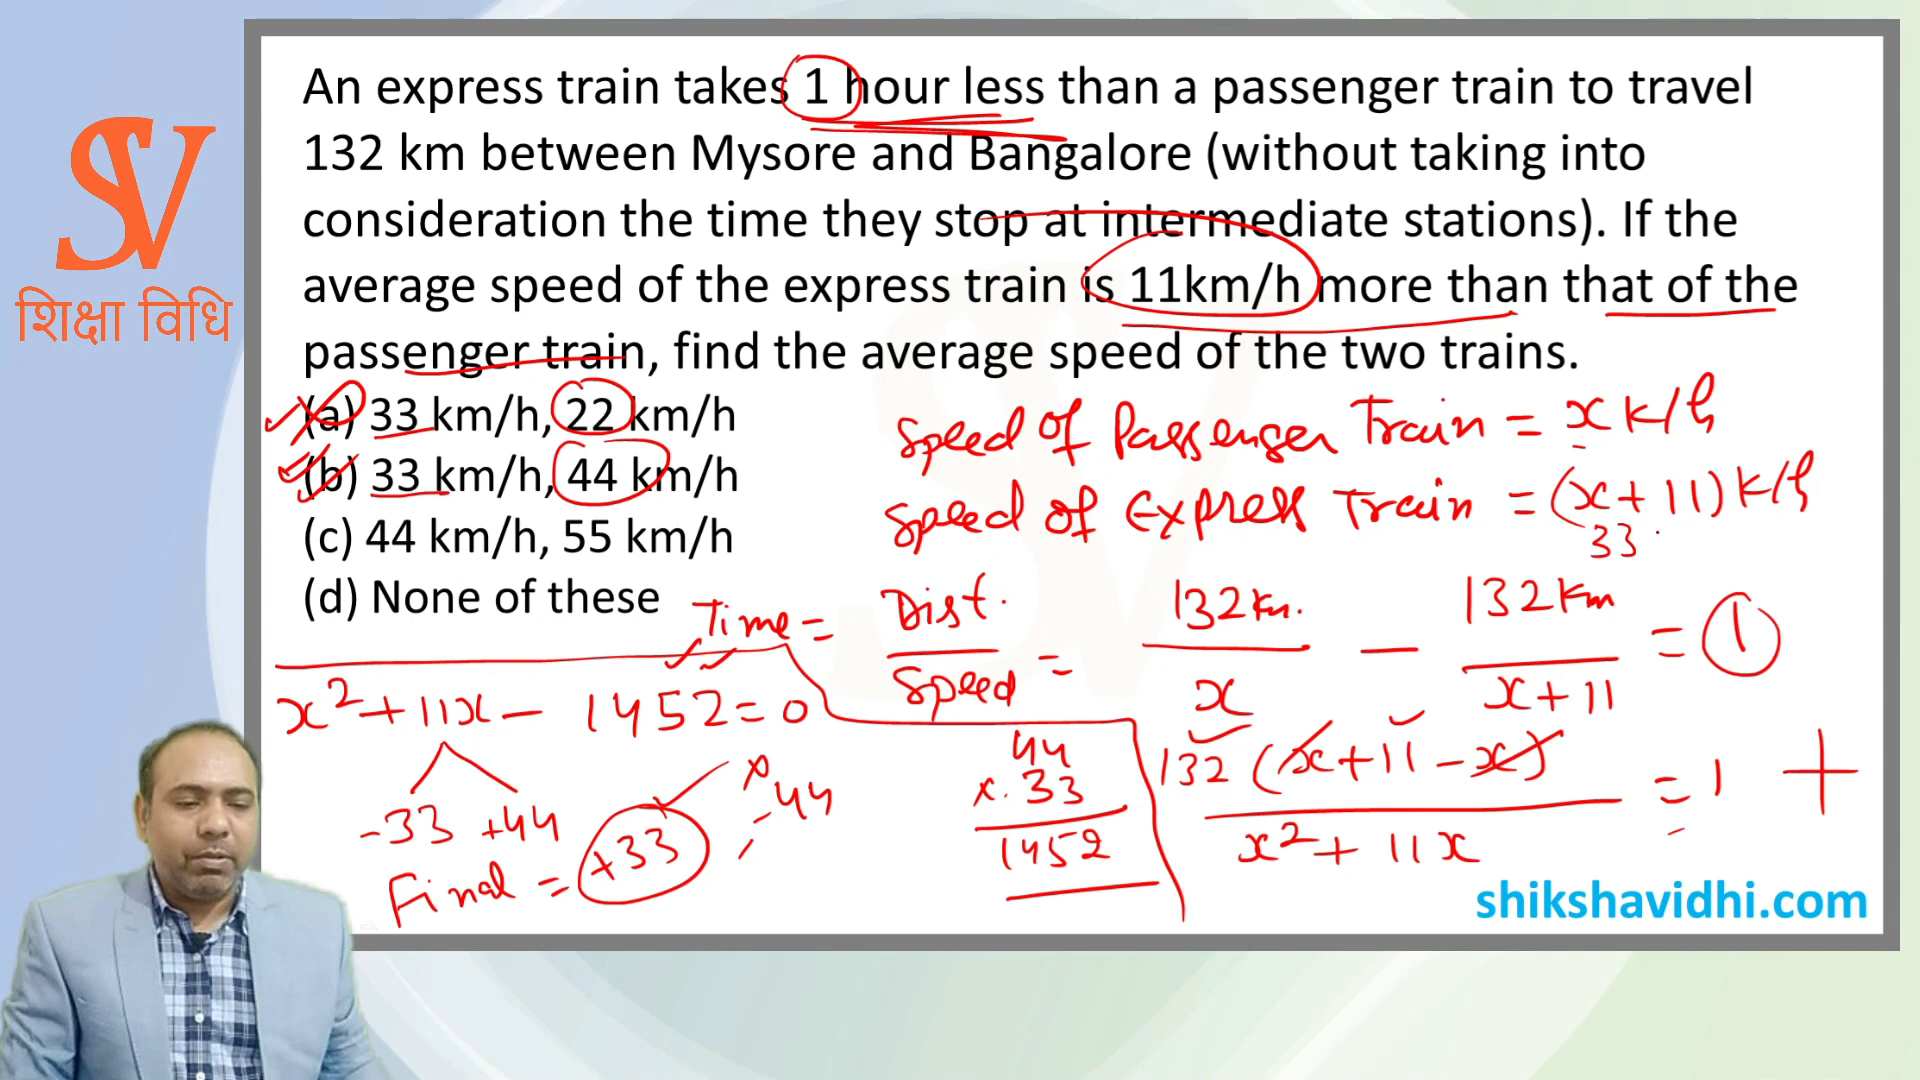 An express train takes 1 hour less than a passenger train to travel
132 km between Mysore and Bangalore (without taking into
consideration the time they stop at intermediate stations). If the
average speed of the express train is 11km/h more than that of the
passenger train, find the average speed of the two trains.
SV
शिक्षा विधि
(a) 33 km/h, 22 km/h
(b) 33 km/h, 44 km/h
(c) 44 km/h, 55 km/h
(d) None of these
Speed of Passenger Train = x k/h
Speed of Express Train = (x + 11) k/h
33
Time = Dist. / Speed = 132 km. / x − 132 km / x + 11 = 1
x² + 11x − 1452 = 0
-33 +44
x
-44
Final = +33
44
x. 33
1452
132 (x + 11 − x) / x² + 11x = 1
shikshavidhi.com